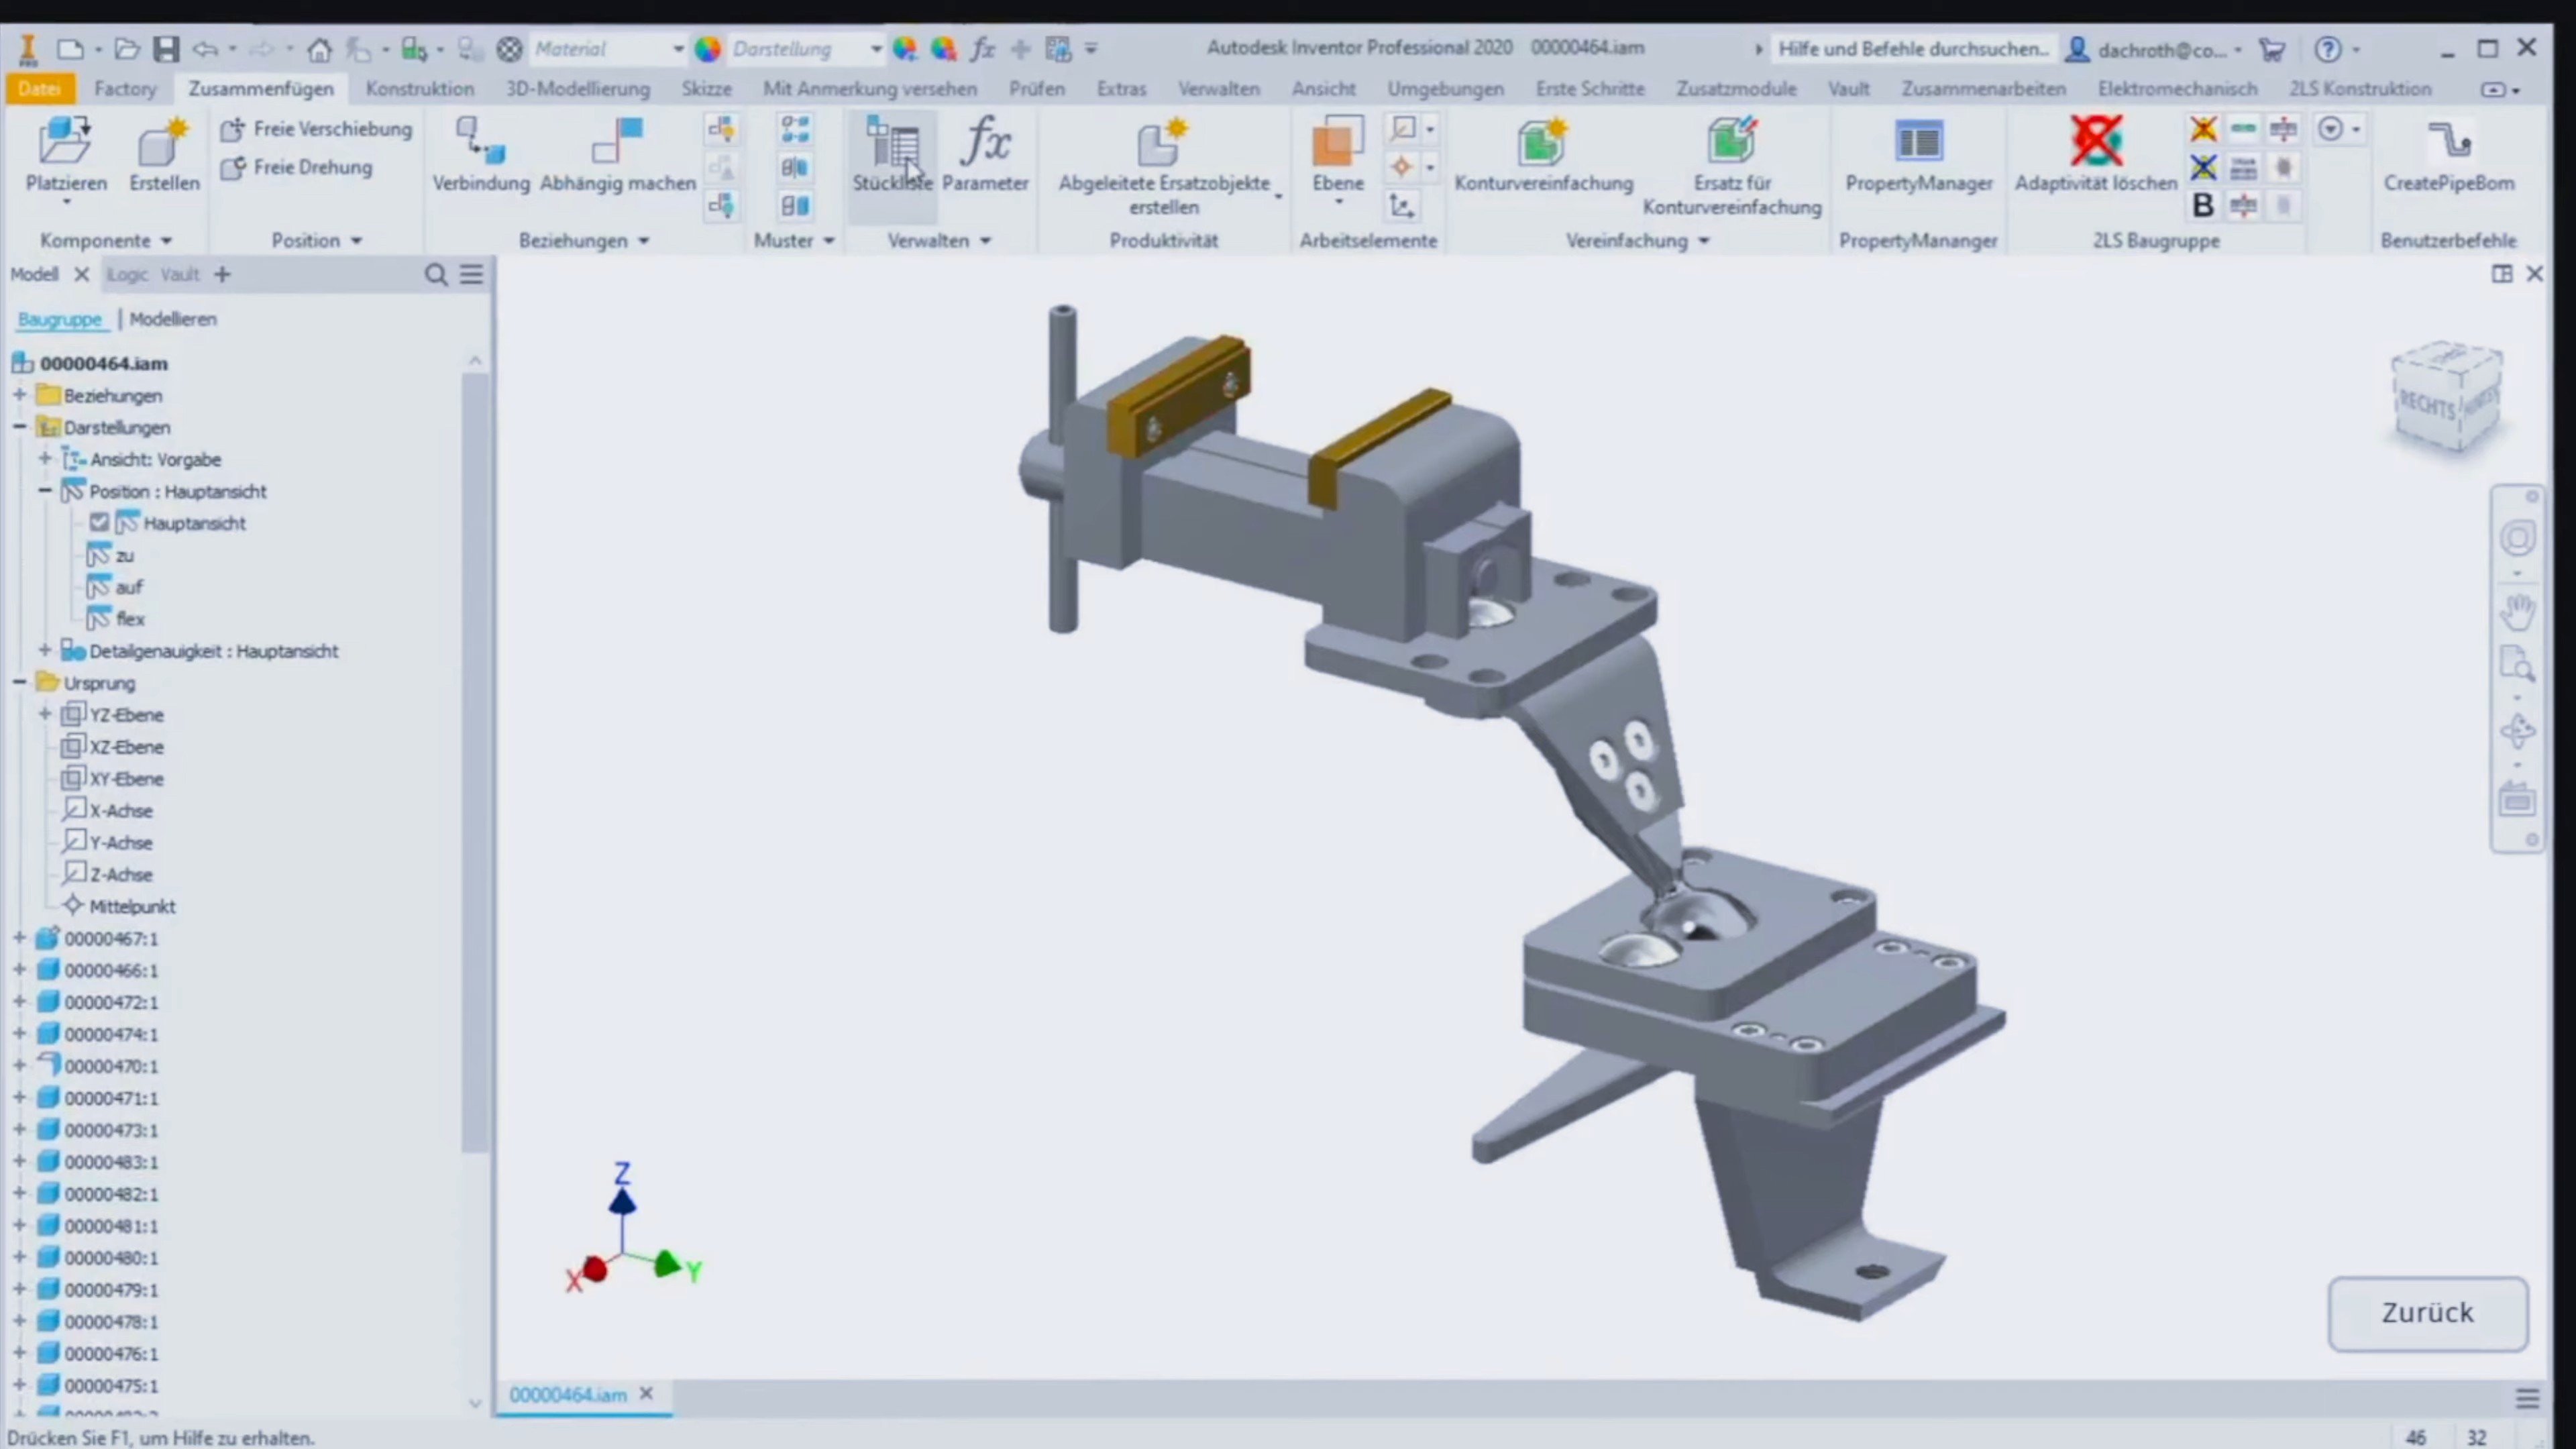 Material
Darstellung
Autodesk Inventor Professional 2020 00000464.iam
Hilfe und Befehle durchsuchen...
dachroth@co...
Datei Factory Zusammenfügen Konstruktion 3D-Modellierung Skizze Mit Anmerkung versehen Prüfen Extras Verwalten Ansicht Umgebungen Erste Schritte Zusatzmodule Vault Zusammenarbeiten Elektromechanisch 2LS Konstruktion
Platzieren
Erstellen
Freie Verschiebung
Freie Drehung
Verbindung
Abhängig machen
Stückliste
Parameter
Abgeleitete Ersatzobjekte
erstellen
Ebene
Konturvereinfachung
Ersatz für
Konturvereinfachung
PropertyManager
Adaptivität löschen
B
CreatePipeBom
Komponente Position Beziehungen Muster Verwalten Produktivität Arbeitselemente Vereinfachung PropertyMananger 2LS Baugruppe Benutzerbefehle
Modell iLogic Vault
Baugruppe | Modellieren
00000464.iam
Beziehungen
Darstellungen
Ansicht: Vorgabe
Position : Hauptansicht
Hauptansicht
zu
auf
flex
Detailgenauigkeit : Hauptansicht
Ursprung
YZ-Ebene
XZ-Ebene
XY-Ebene
X-Achse
Y-Achse
Z-Achse
Mittelpunkt
00000467:1
00000466:1
00000472:1
00000474:1
00000470:1
00000471:1
00000473:1
00000483:1
00000482:1
00000481:1
00000480:1
00000479:1
00000478:1
00000476:1
00000475:1
RECHTS
HINTEN
Z
X
Y
Zurück
00000464.iam
Drücken Sie F1, um Hilfe zu erhalten.
46 32